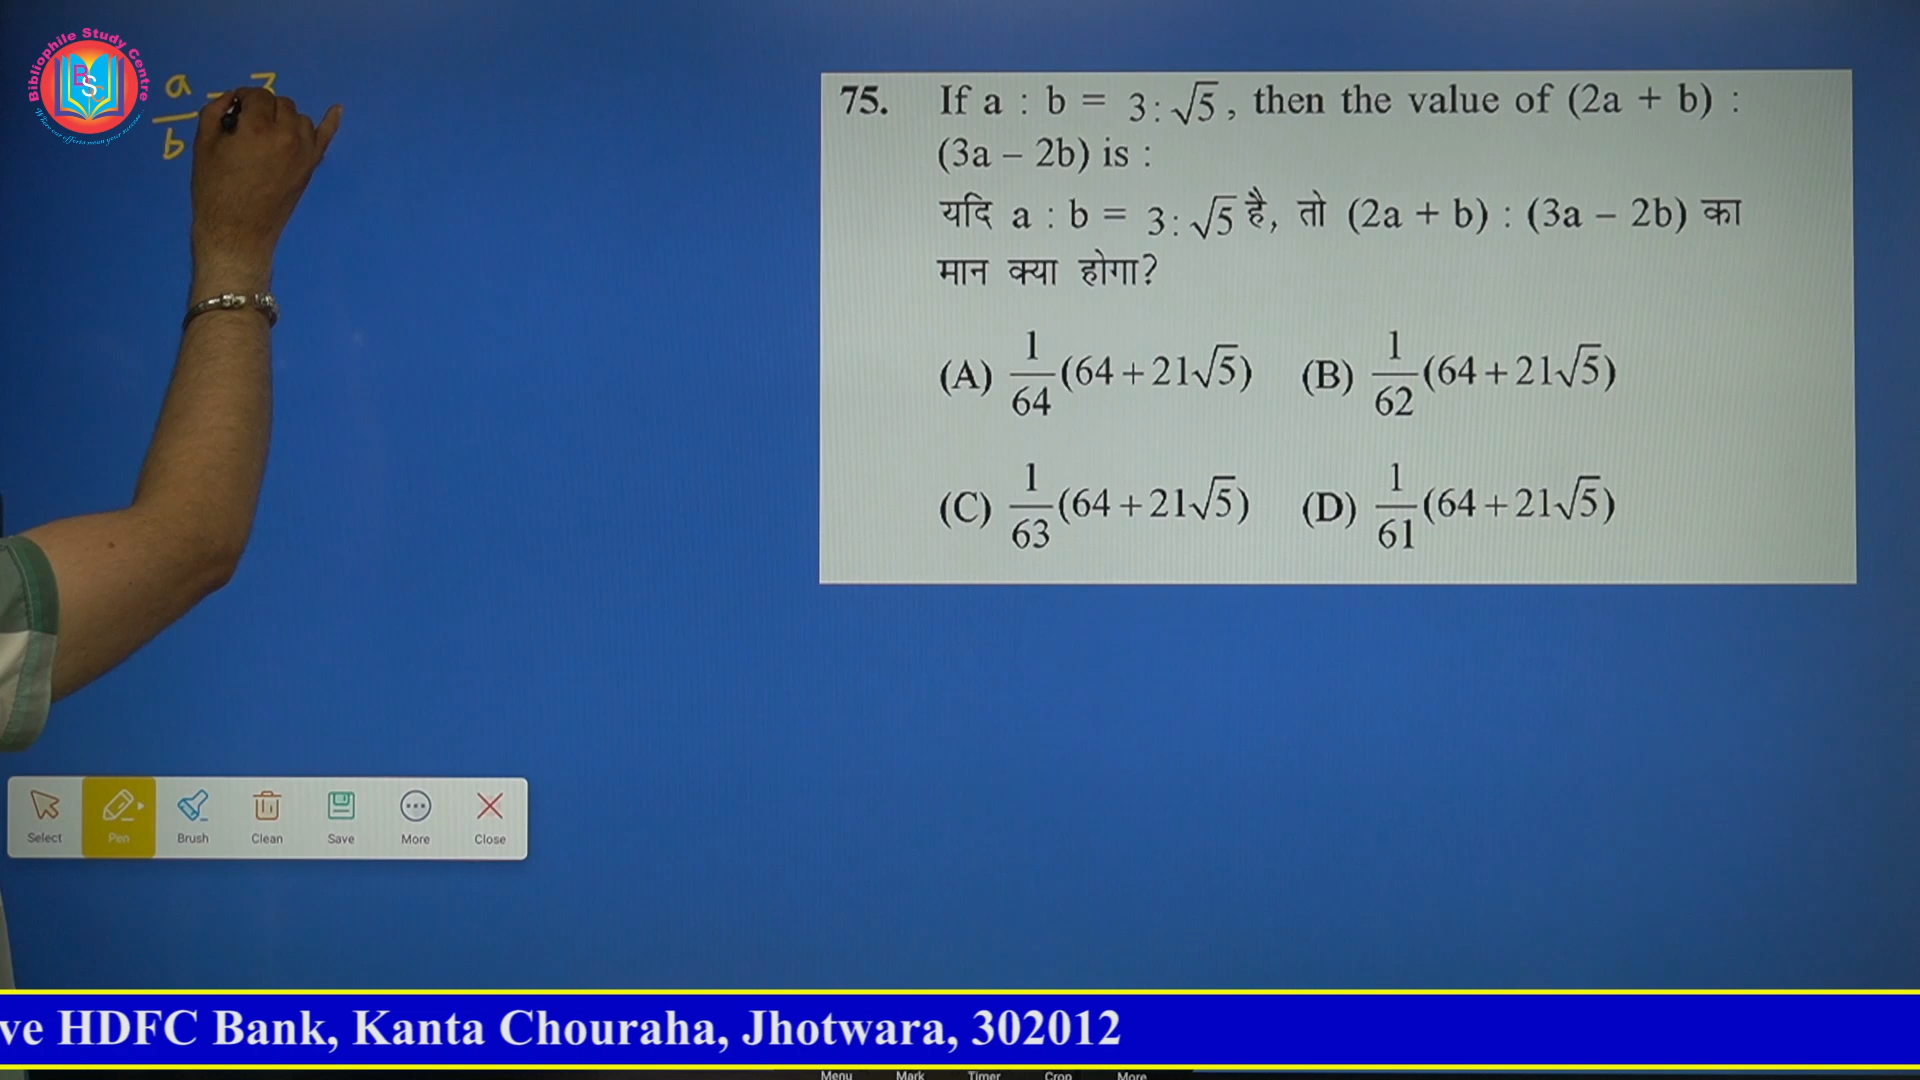 Bibliophile Study Centre
BSC
a = 3
b
75. If a : b = 3 : √5, then the value of (2a + b) :
(3a – 2b) is :
यदि a : b = 3 : √5 है, तो (2a + b) : (3a – 2b) का
मान क्या होगा?
(A) 1/64 (64 + 21√5) (B) 1/62 (64 + 21√5)
(C) 1/63 (64 + 21√5) (D) 1/61 (64 + 21√5)
Select Pen Brush Clean Save More Close
ve HDFC Bank, Kanta Chouraha, Jhotwara, 302012
Menu Mark Timer Crop More